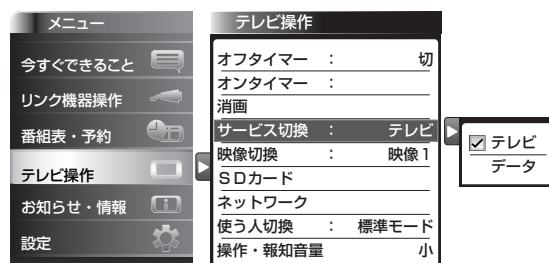 メニュー
今すぐできること
リンク機器操作
番組表・予約
テレビ操作
お知らせ・情報
設定
テレビ操作
オフタイマー : 切
オンタイマー :
消画
サービス切換 : テレビ
映像切換 : 映像1
SDカード
ネットワーク
使う人切換 : 標準モード
操作・報知音量 小
テレビ
データ